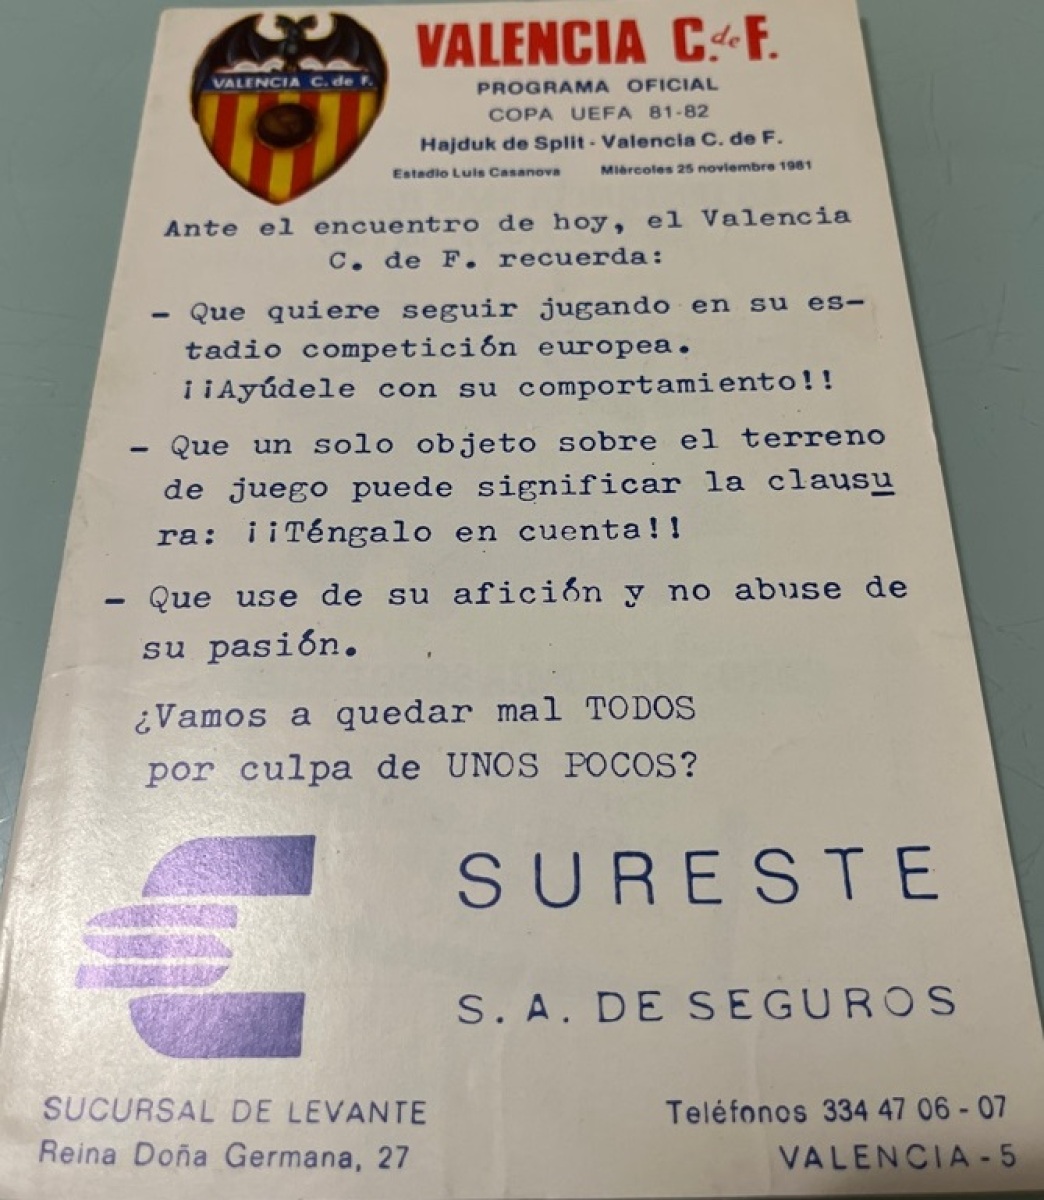 VALENCIA C. de F.
VALENCIA C. de F.
PROGRAMA OFICIAL
COPA UEFA 81-82
Hajduk de Split - Valencia C. de F.
Estadio Luis Casanova Miércoles 25 noviembre 1981
Ante el encuentro de hoy, el Valencia
C. de F. recuerda:
- Que quiere seguir jugando en su es-
tadio competición europea.
¡¡Ayúdele con su comportamiento!!
- Que un solo objeto sobre el terreno
de juego puede significar la clausu
ra: ¡¡Téngalo en cuenta!!
- Que use de su afición y no abuse de
su pasión.
¿Vamos a quedar mal TODOS
por culpa de UNOS POCOS?
SURESTE
S. A. DE SEGUROS
SUCURSAL DE LEVANTE
Reina Doña Germana, 27
Teléfonos 334 47 06 - 07
VALENCIA - 5